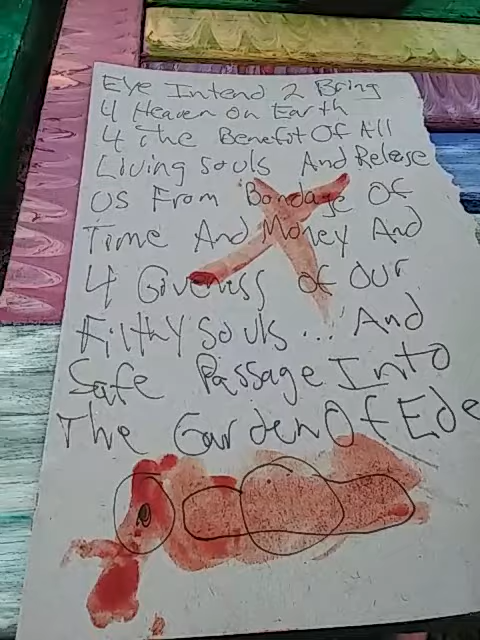 Eye Intend 2 Bring
4 Heaven On Earth
4 The Benefit Of All
Living Souls And Release
Us From Bondage Of
Time And Money And
4 Giveness Of Our
Filthy Souls... And
Safe Passage Into
The Garden Of Ede